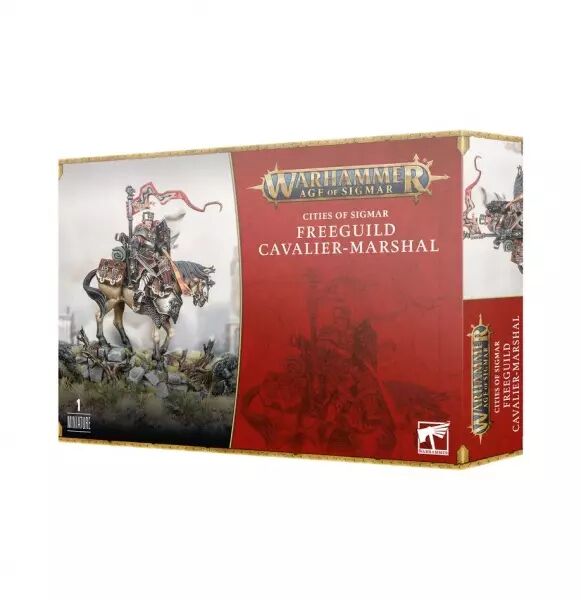 WARHAMMER
AGE OF SIGMAR
CITIES OF SIGMAR
FREEGUILD
CAVALIER-MARSHAL
1
MINIATURE
WARHAMMER
WARHAMMER
AGE OF SIGMAR
CITIES OF SIGMAR
FREEGUILD
CAVALIER-MARSHAL